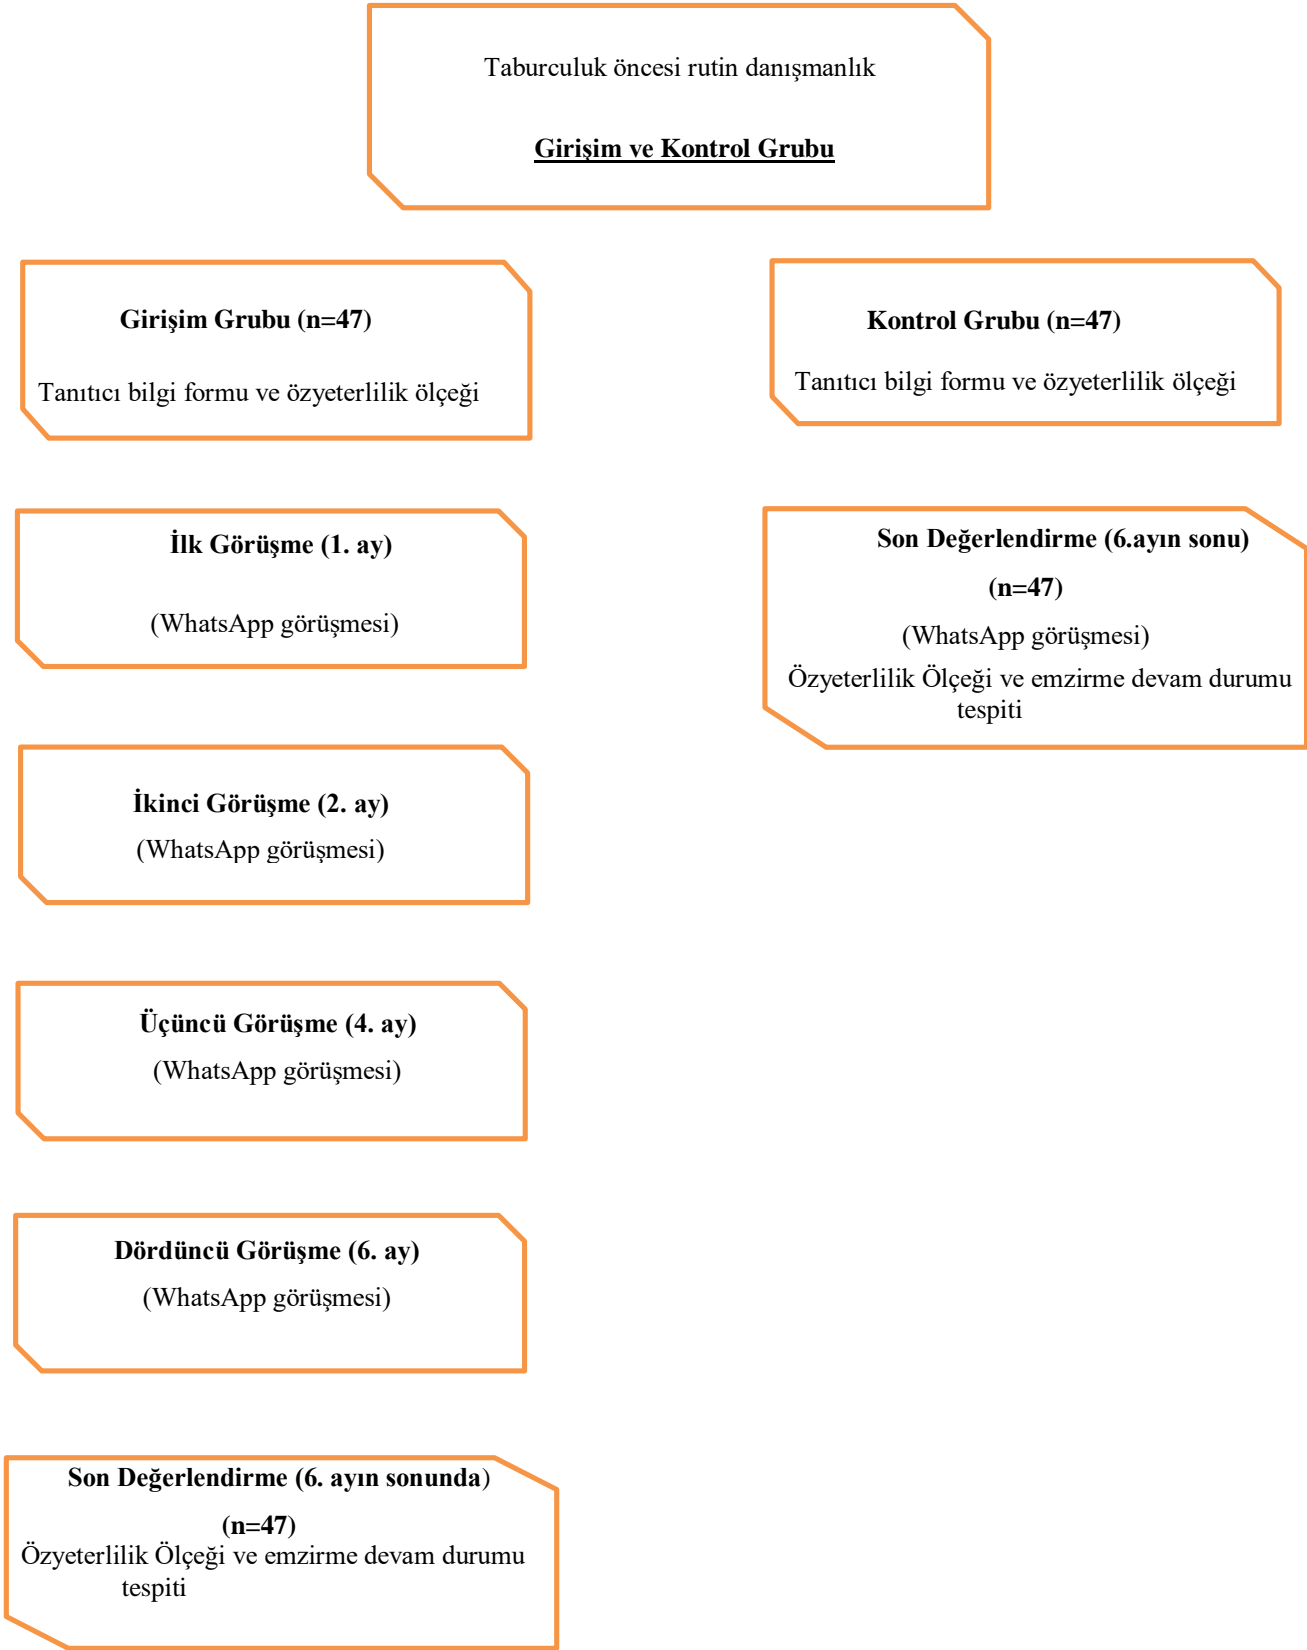 Taburculuk öncesi rutin danışmanlık
Girişim ve Kontrol Grubu
Girişim Grubu (n=47)
Tanıtıcı bilgi formu ve özyeterlilik ölçeği
Kontrol Grubu (n=47)
Tanıtıcı bilgi formu ve özyeterlilik ölçeği
İlk Görüşme (1. ay)
(WhatsApp görüşmesi)
Son Değerlendirme (6.ayın sonu)
(n=47)
(WhatsApp görüşmesi)
Özyeterlilik Ölçeği ve emzirme devam durumu
tespiti
İkinci Görüşme (2. ay)
(WhatsApp görüşmesi)
Üçüncü Görüşme (4. ay)
(WhatsApp görüşmesi)
Dördüncü Görüşme (6. ay)
(WhatsApp görüşmesi)
Son Değerlendirme (6. ayın sonunda)
(n=47)
Özyeterlilik Ölçeği ve emzirme devam durumu
tespiti